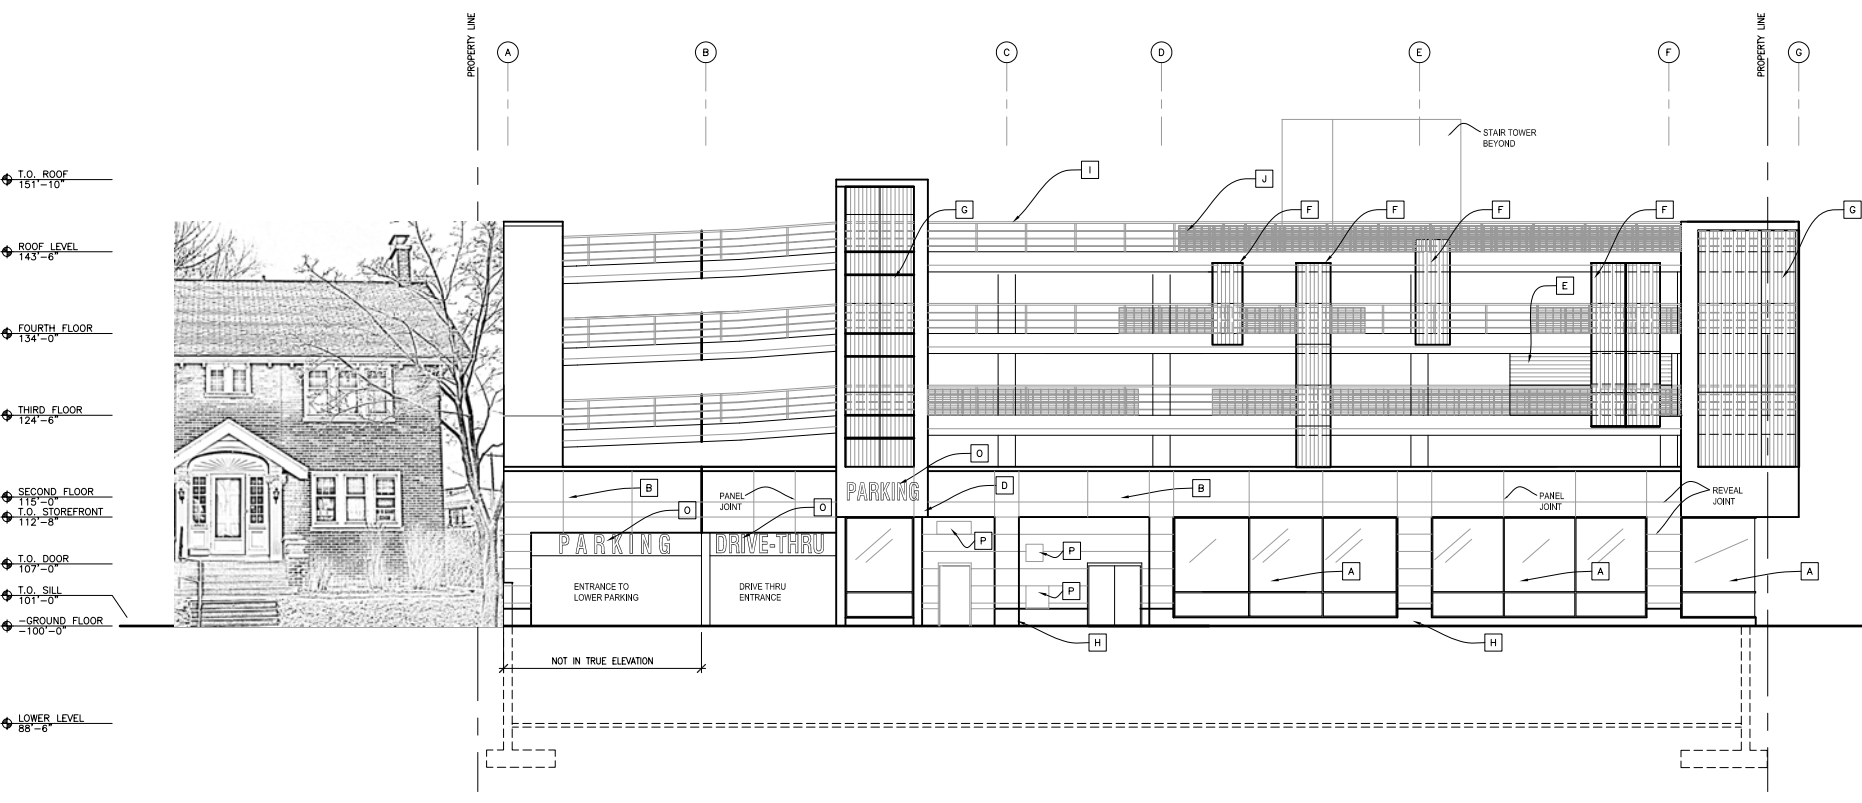 PROPERTY LINE
PROPERTY LINE
A
B
C
D
E
F
G
STAIR TOWER
BEYOND
T.O. ROOF
151'-10"
I
J
G
F
F
F
F
G
ROOF LEVEL
143'-6"
E
FOURTH FLOOR
134'-0"
THIRD FLOOR
124'-6"
O
SECOND FLOOR
115'-0"
B
PANEL
JOINT
PARKING
D
B
PANEL
JOINT
REVEAL
JOINT
T.O. STOREFRONT
112'-8"
O
O
PARKING
DRIVE-THRU
P
P
T.O. DOOR
107'-0"
A
A
A
ENTRANCE TO
LOWER PARKING
DRIVE THRU
ENTRANCE
P
T.O. SILL
101'-0"
-GROUND FLOOR
-100'-0"
H
H
NOT IN TRUE ELEVATION
LOWER LEVEL
88'-6"